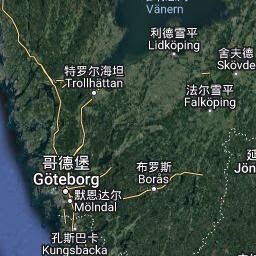 Vänern
利德雪平
Lidköping
舍夫德
Skövde
特罗尔海坦
Trollhättan
法尔雪平
Falköping
延
Jön
哥德堡
Göteborg
布罗斯
Borås
默恩达尔
Mölndal
孔斯巴卡
Kungsbacka